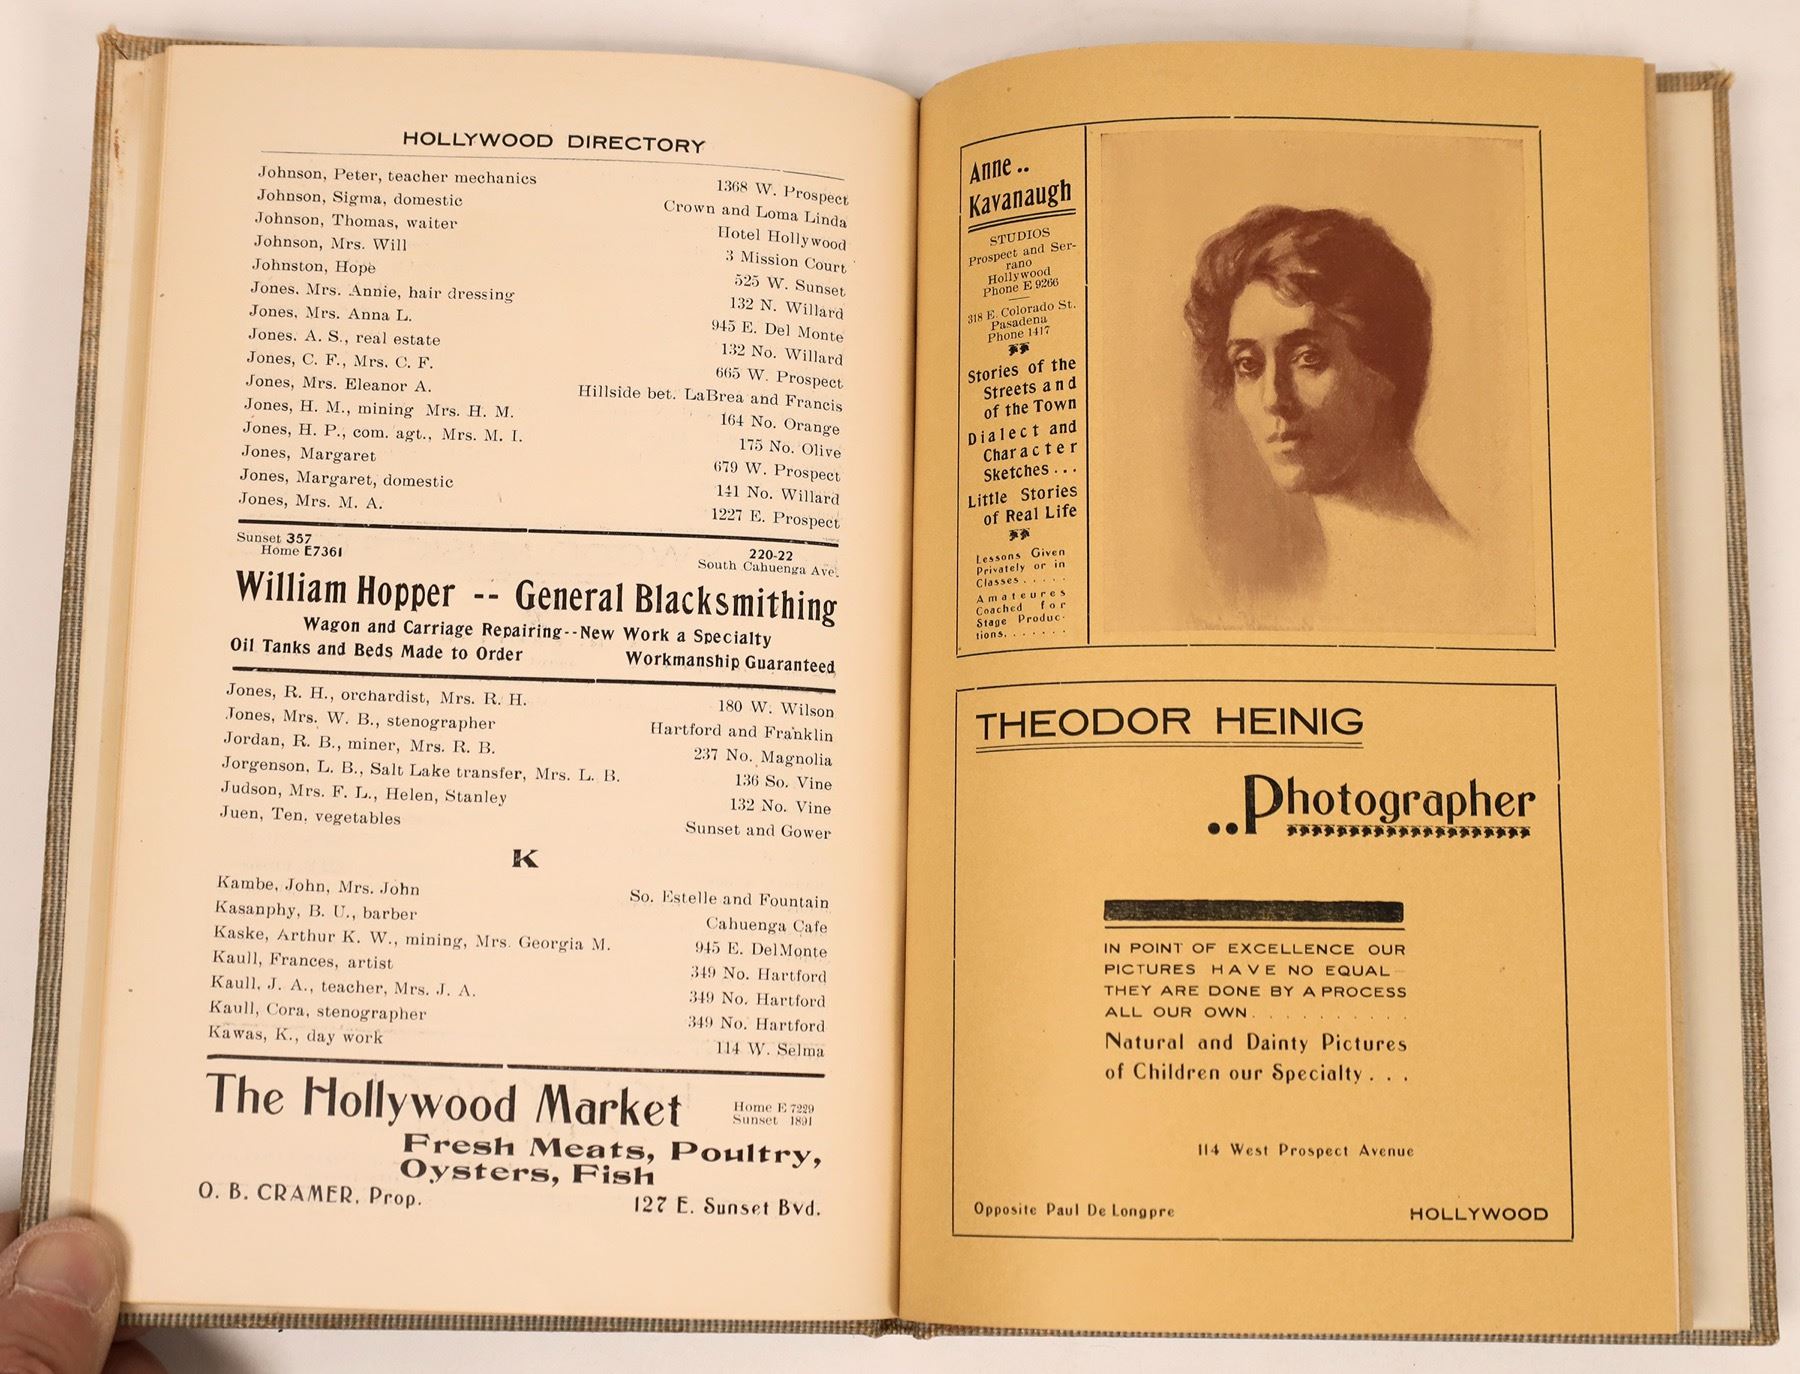 HOLLYWOOD DIRECTORY
Johnson, Peter, teacher mechanics 1368 W. Prospect
Johnson, Sigma, domestic Crown and Loma Linda
Johnson, Thomas, waiter Hotel Hollywood
Johnson, Mrs. Will 3 Mission Court
Johnston, Hope 525 W. Sunset
Jones, Mrs. Annie, hair dressing 132 N. Willard
Jones, Mrs. Anna L. 945 E. Del Monte
Jones, A. S., real estate 132 No. Willard
Jones, C. F., Mrs. C. F. 665 W. Prospect
Jones, Mrs. Eleanor A. Hillside bet. LaBrea and Francis
Jones, H. M., mining Mrs. H. M. 164 No. Orange
Jones, H. P., com. agt., Mrs. M. I. 175 No. Olive
Jones, Margaret 679 W. Prospect
Jones, Margaret, domestic 141 No. Willard
Jones, Mrs. M. A. 1227 E. Prospect
Sunset 357 220-22
Home E7361 South Cahuenga Ave.
William Hopper -- General Blacksmithing
Wagon and Carriage Repairing--New Work a Specialty
Oil Tanks and Beds Made to Order Workmanship Guaranteed
Jones, R. H., orchardist, Mrs. R. H. 180 W. Wilson
Jones, Mrs. W. B., stenographer Hartford and Franklin
Jordan, R. B., miner, Mrs. R. B. 237 No. Magnolia
Jorgenson, L. B., Salt Lake transfer, Mrs. L. B. 136 So. Vine
Judson, Mrs. F. L., Helen, Stanley 132 No. Vine
Juen, Ten, vegetables Sunset and Gower
K
Kambe, John, Mrs. John So. Estelle and Fountain
Kasanphy, B. U., barber Cahuenga Cafe
Kaske, Arthur K. W., mining, Mrs. Georgia M. 945 E. DelMonte
Kaull, Frances, artist 349 No. Hartford
Kaull, J. A., teacher, Mrs. J. A. 349 No. Hartford
Kaull, Cora, stenographer 349 No. Hartford
Kawas, K., day work 114 W. Selma
The Hollywood Market Home E 7229
Sunset 1891
Fresh Meats, Poultry,
Oysters, Fish
O. B. CRAMER, Prop. 127 E. Sunset Bvd.
Anne ..
Kavanaugh
STUDIOS
Prospect and Ser-
rano
Hollywood
Phone E 9266
318 E. Colorado St.
Pasadena
Phone 1417
Stories of the
Streets and
of the Town
Dialect and
Character
Sketches...
Little Stories
of Real Life
Lessons Given
Privately or in
Classes.....
Amateures
Coached for
Stage Produc-
tions.......
THEODOR HEINIG
..Photographer
IN POINT OF EXCELLENCE OUR
PICTURES HAVE NO EQUAL—
THEY ARE DONE BY A PROCESS
ALL OUR OWN..........
Natural and Dainty Pictures
of Children our Specialty...
114 West Prospect Avenue
Opposite Paul De Longpre HOLLYWOOD